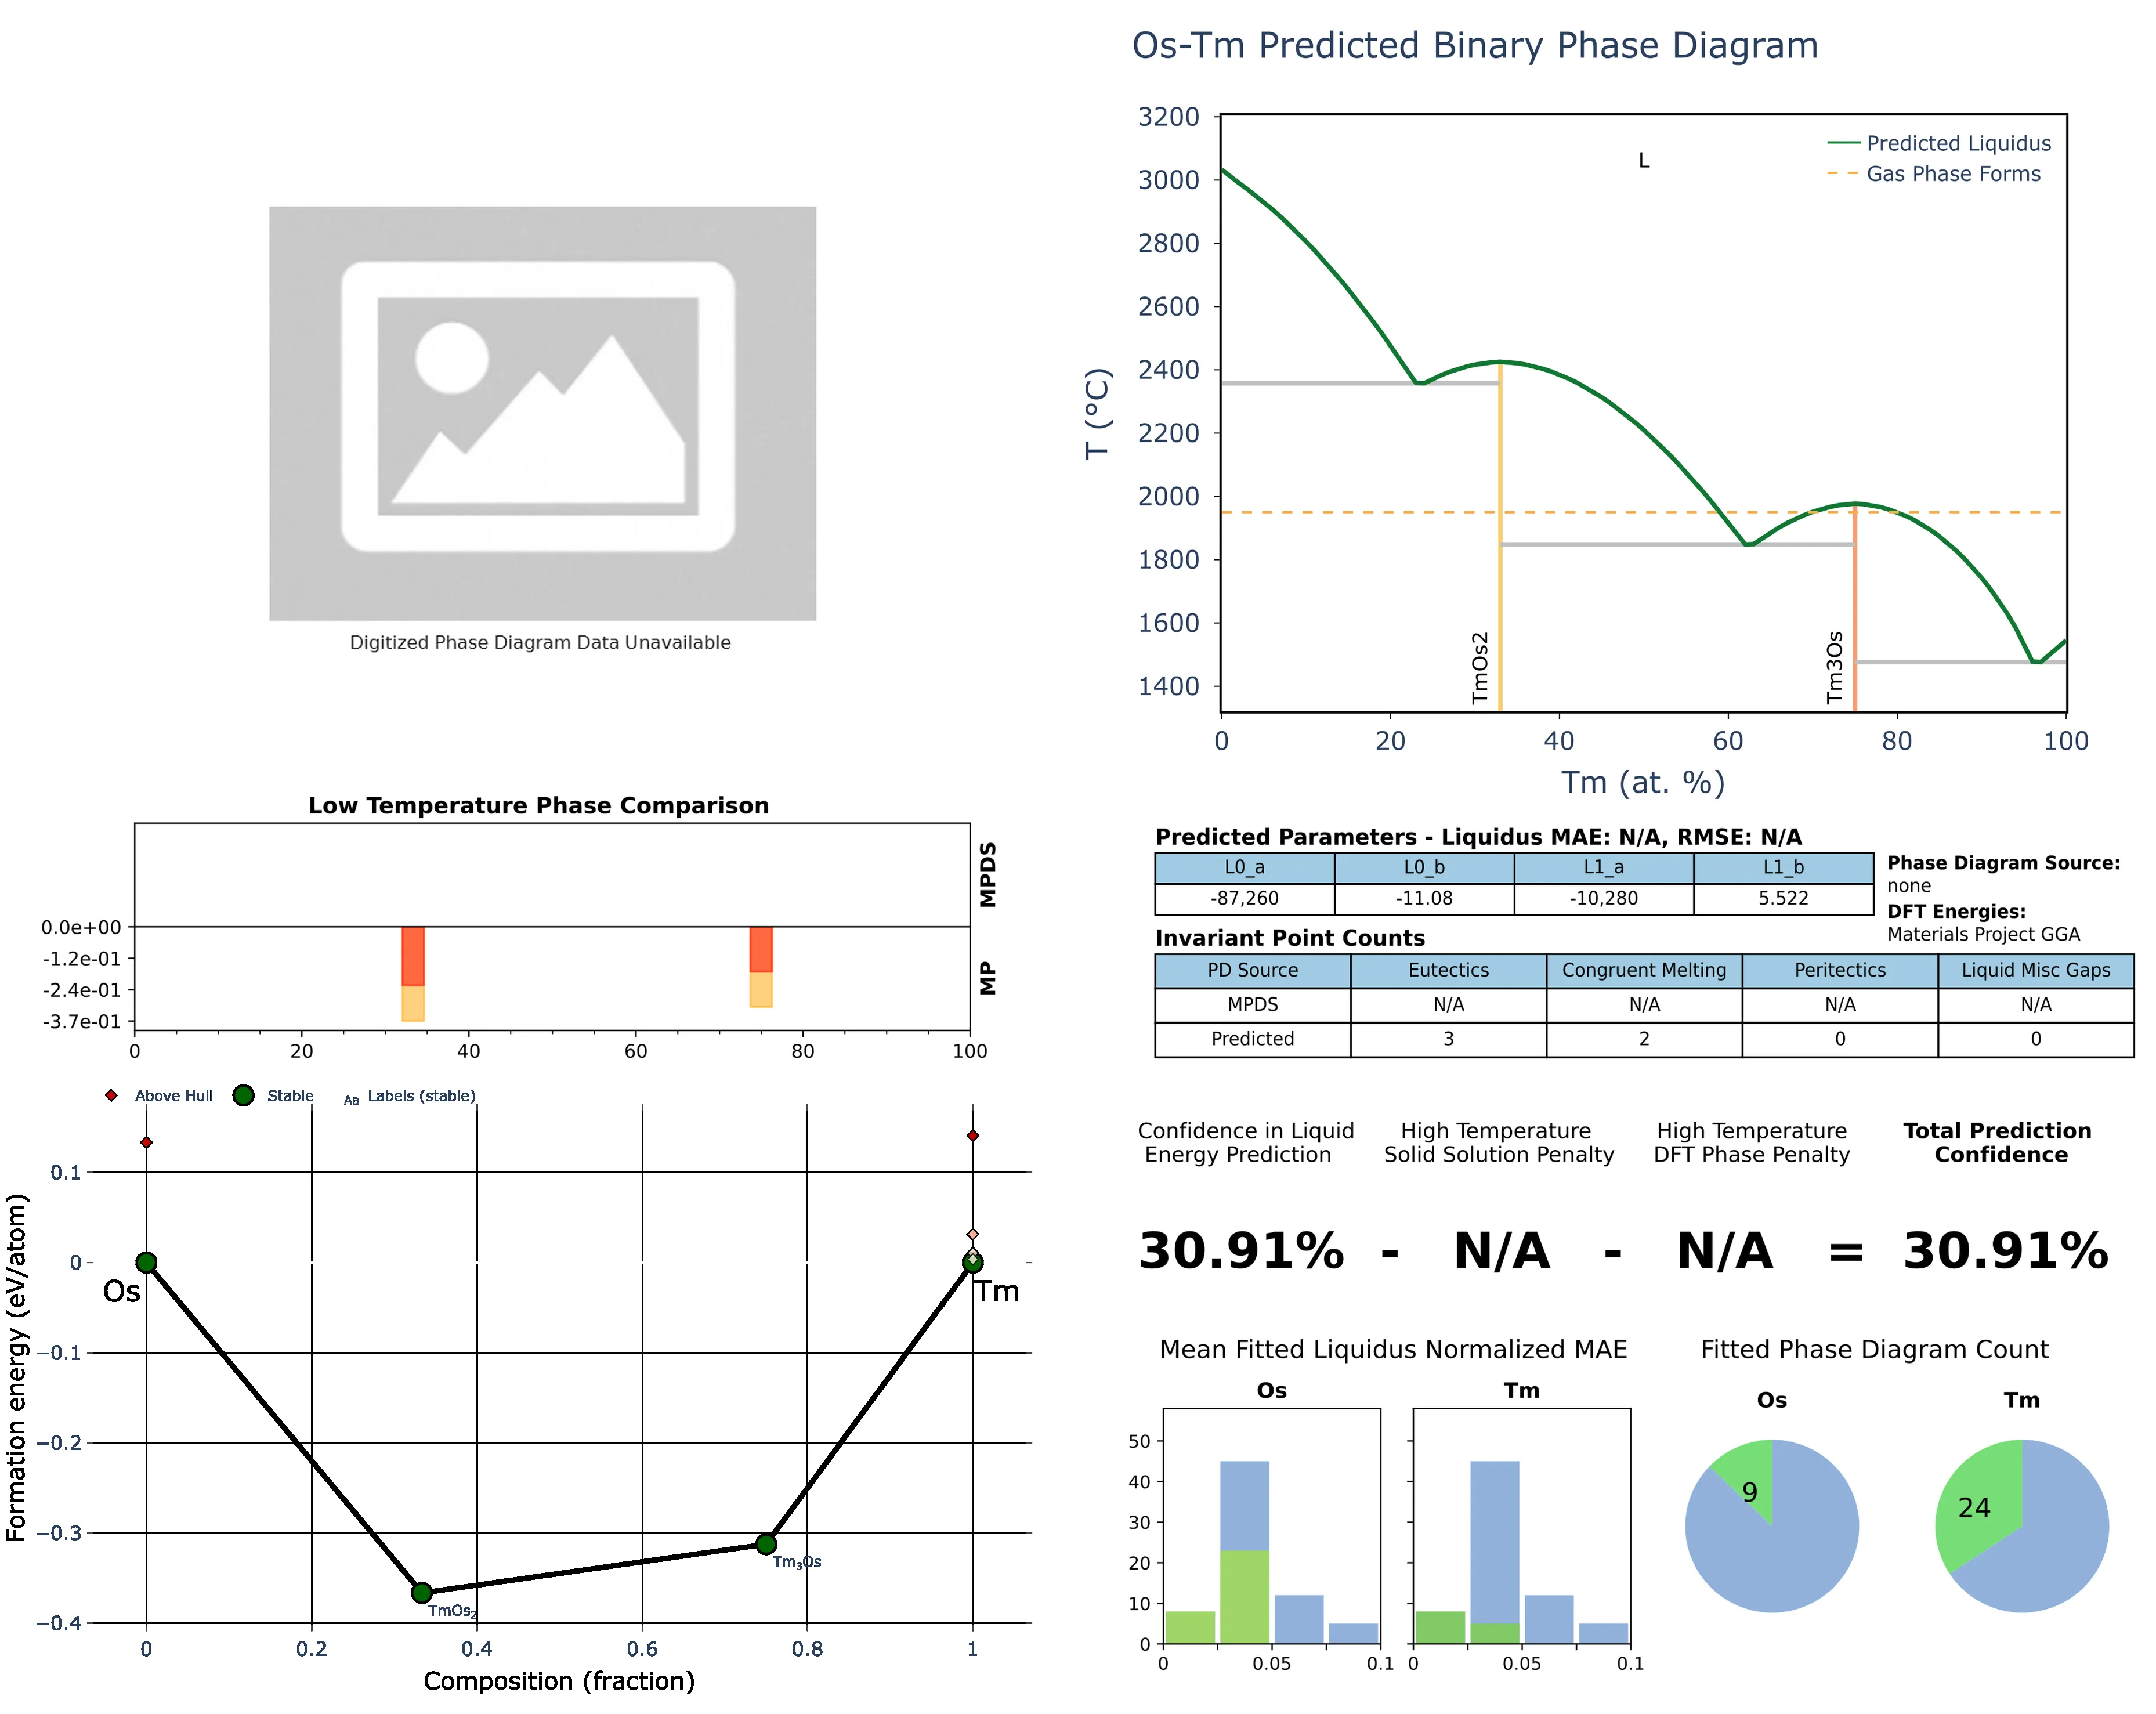 Os-Tm Predicted Binary Phase Diagram
3200
3000
2800
2600
2400
2200
2000
1800
1600
1400
T (°C)
L
Predicted Liquidus
Gas Phase Forms
TmOs2
Tm3Os
0 20 40 60 80 100
Tm (at. %)
Digitized Phase Diagram Data Unavailable
Low Temperature Phase Comparison
MPDS
MP
0.0e+00
-1.2e-01
-2.4e-01
-3.7e-01
0 20 40 60 80 100
Predicted Parameters - Liquidus MAE: N/A, RMSE: N/A
L0_a L0_b L1_a L1_b
-87,260 -11.08 -10,280 5.522
Phase Diagram Source:
none
DFT Energies:
Materials Project GGA
Invariant Point Counts
PD Source Eutectics Congruent Melting Peritectics Liquid Misc Gaps
MPDS N/A N/A N/A N/A
Predicted 3 2 0 0
Above Hull Stable Aa Labels (stable)
0.1
0
−0.1
−0.2
−0.3
−0.4
Formation energy (eV/atom)
Os
Tm
TmOs2
Tm3Os
0 0.2 0.4 0.6 0.8 1
Composition (fraction)
Confidence in Liquid
Energy Prediction
High Temperature
Solid Solution Penalty
High Temperature
DFT Phase Penalty
Total Prediction
Confidence
30.91% - N/A - N/A = 30.91%
Mean Fitted Liquidus Normalized MAE
Os Tm
50
40
30
20
10
0
0 0.05 0.1 0 0.05 0.1
Fitted Phase Diagram Count
Os Tm
9
24